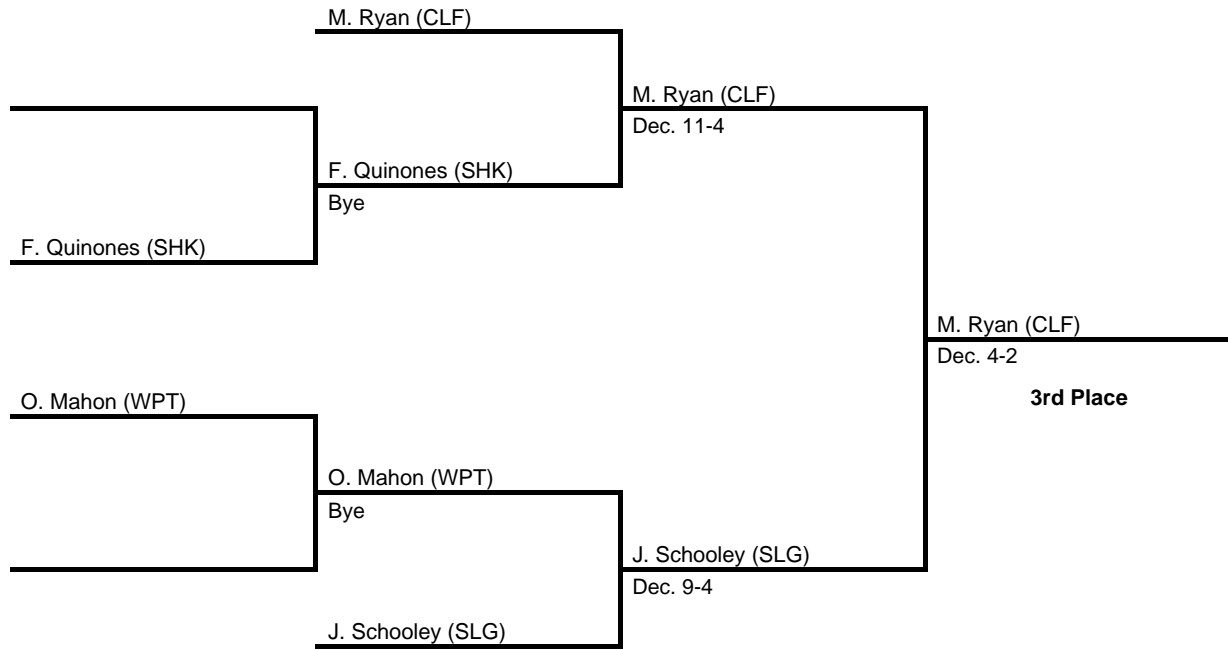 M. Ryan (CLF)
M. Ryan (CLF)
Dec. 11-4
F. Quinones (SHK)
Bye
F. Quinones (SHK)
M. Ryan (CLF)
Dec. 4-2
3rd Place
O. Mahon (WPT)
O. Mahon (WPT)
Bye
J. Schooley (SLG)
Dec. 9-4
J. Schooley (SLG)